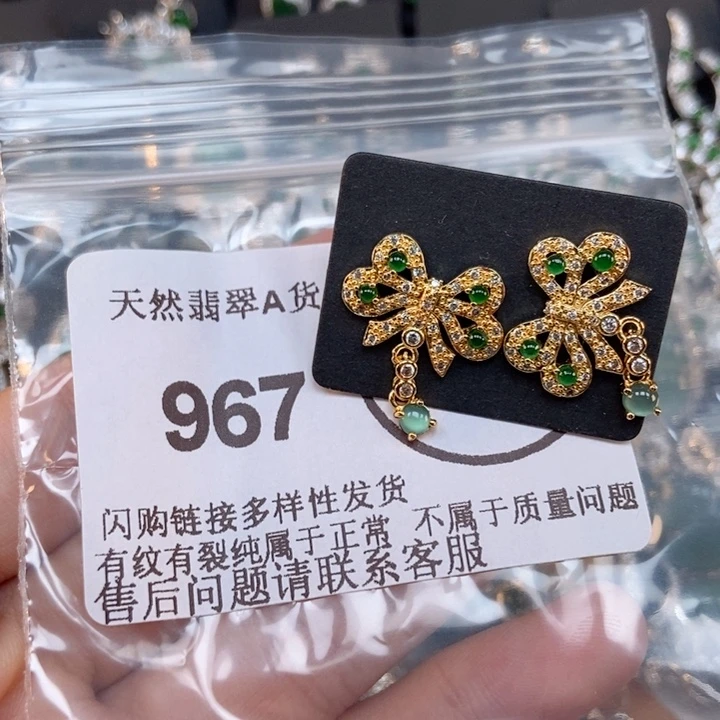 天然翡翠A货
967
闪购链接多样性发货
有纹有裂纯属于正常 不属于质量问题
售后问题请联系客服